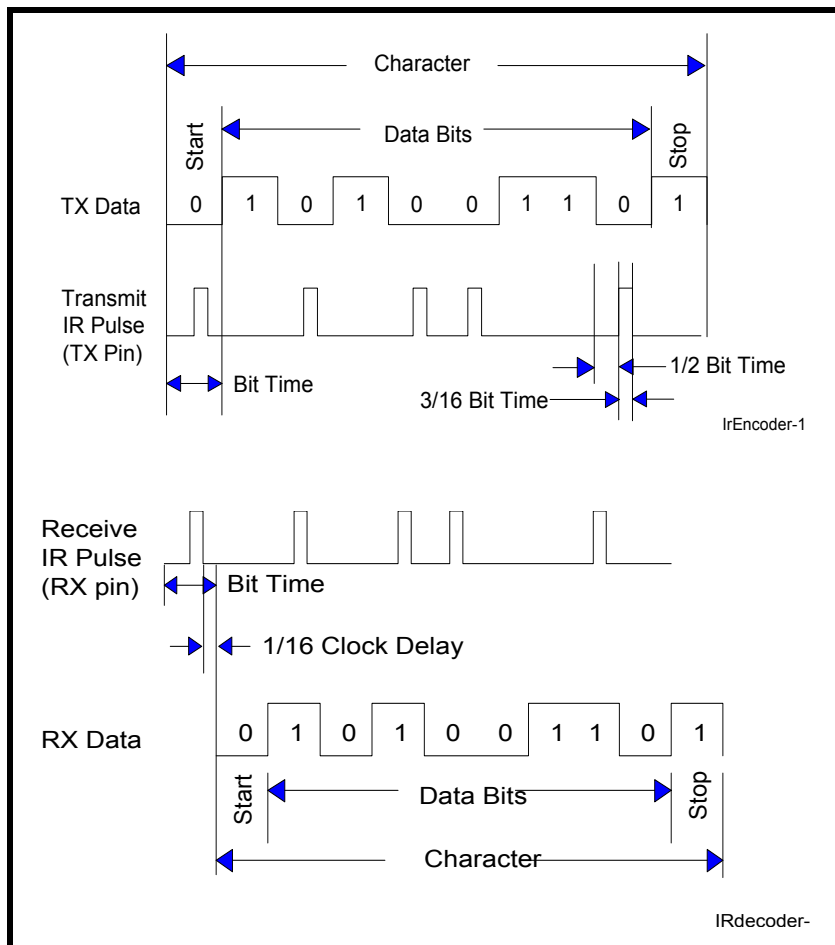 Character
Start
Data Bits
Stop
TX Data
0 1 0 1 0 0 1 1 0 1
Transmit
IR Pulse
(TX Pin)
Bit Time
1/2 Bit Time
3/16 Bit Time
IrEncoder-1
Receive
IR Pulse
(RX pin)
Bit Time
1/16 Clock Delay
RX Data
0 1 0 1 0 0 1 1 0 1
Start
Data Bits
Stop
Character
IRdecoder-